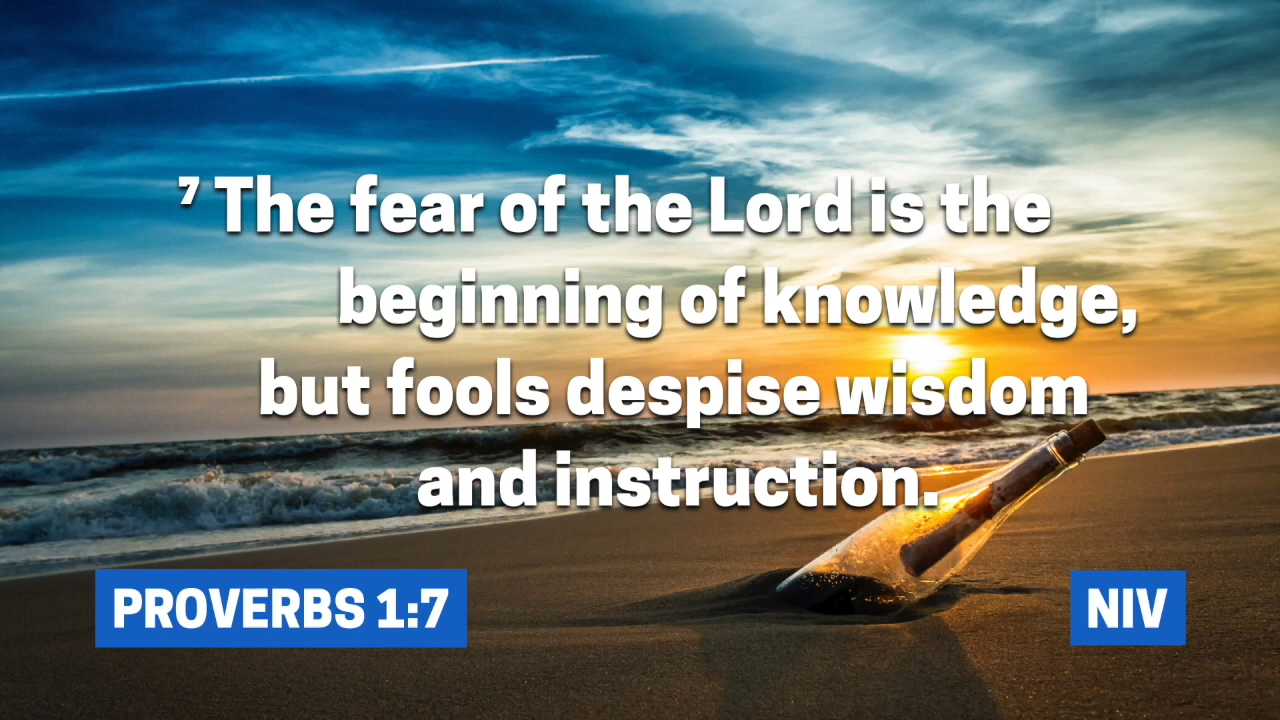 ⁷ The fear of the Lord is the
beginning of knowledge,
but fools despise wisdom
and instruction.
PROVERBS 1:7
NIV